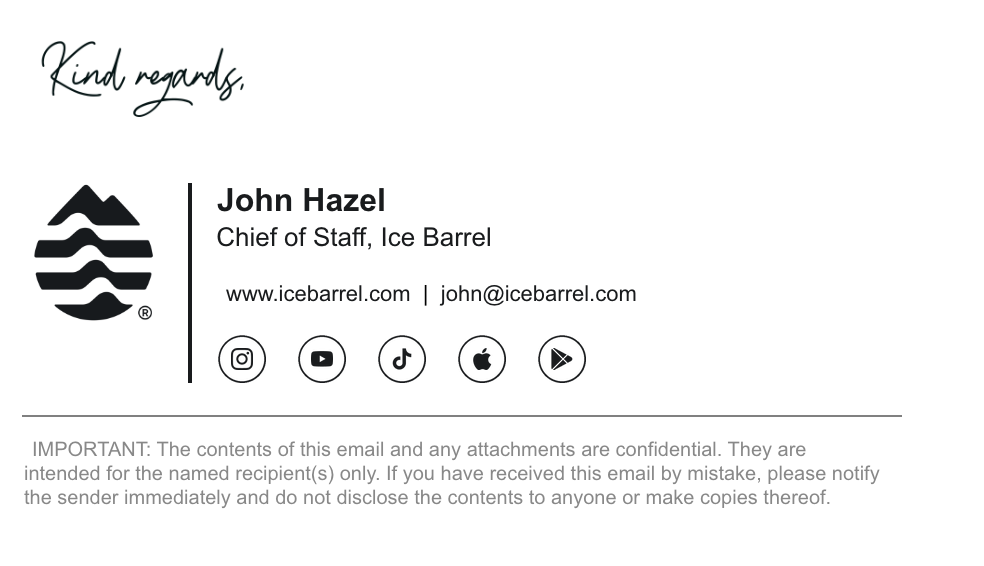 Kind regards,
John Hazel
Chief of Staff, Ice Barrel
www.icebarrel.com | john@icebarrel.com
®
IMPORTANT: The contents of this email and any attachments are confidential. They are
intended for the named recipient(s) only. If you have received this email by mistake, please notify
the sender immediately and do not disclose the contents to anyone or make copies thereof.